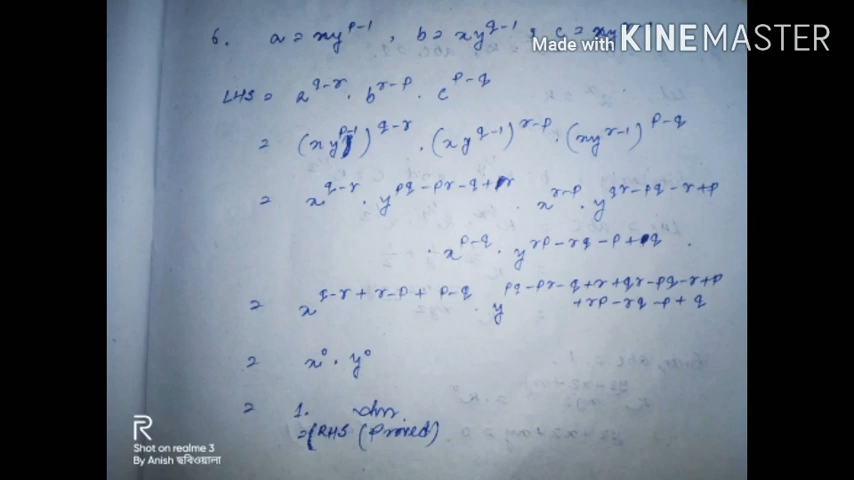 6. a = xy^{p-1}, b = xy^{q-1}, c = xy
Made with KINEMASTER
LHS = a^{q-r} . b^{r-p} . c^{p-q}
= (xy^{p-1})^{q-r} . (xy^{q-1})^{r-p} . (xy^{r-1})^{p-q}
= x^{q-r} . y^{pq-pr-q+r} . x^{r-p} . y^{qr-pq-r+p}
. x^{p-q} . y^{rp-rq-p+q} .
= x^{q-r+r-p+p-q} . y^{pq-pr-q+r+qr-pq-r+p+rp-rq-p+q}
= x^0 . y^0
= 1. Ans.
= RHS (Proved)
R
Shot on realme 3
By Anish ছবিওয়ালা